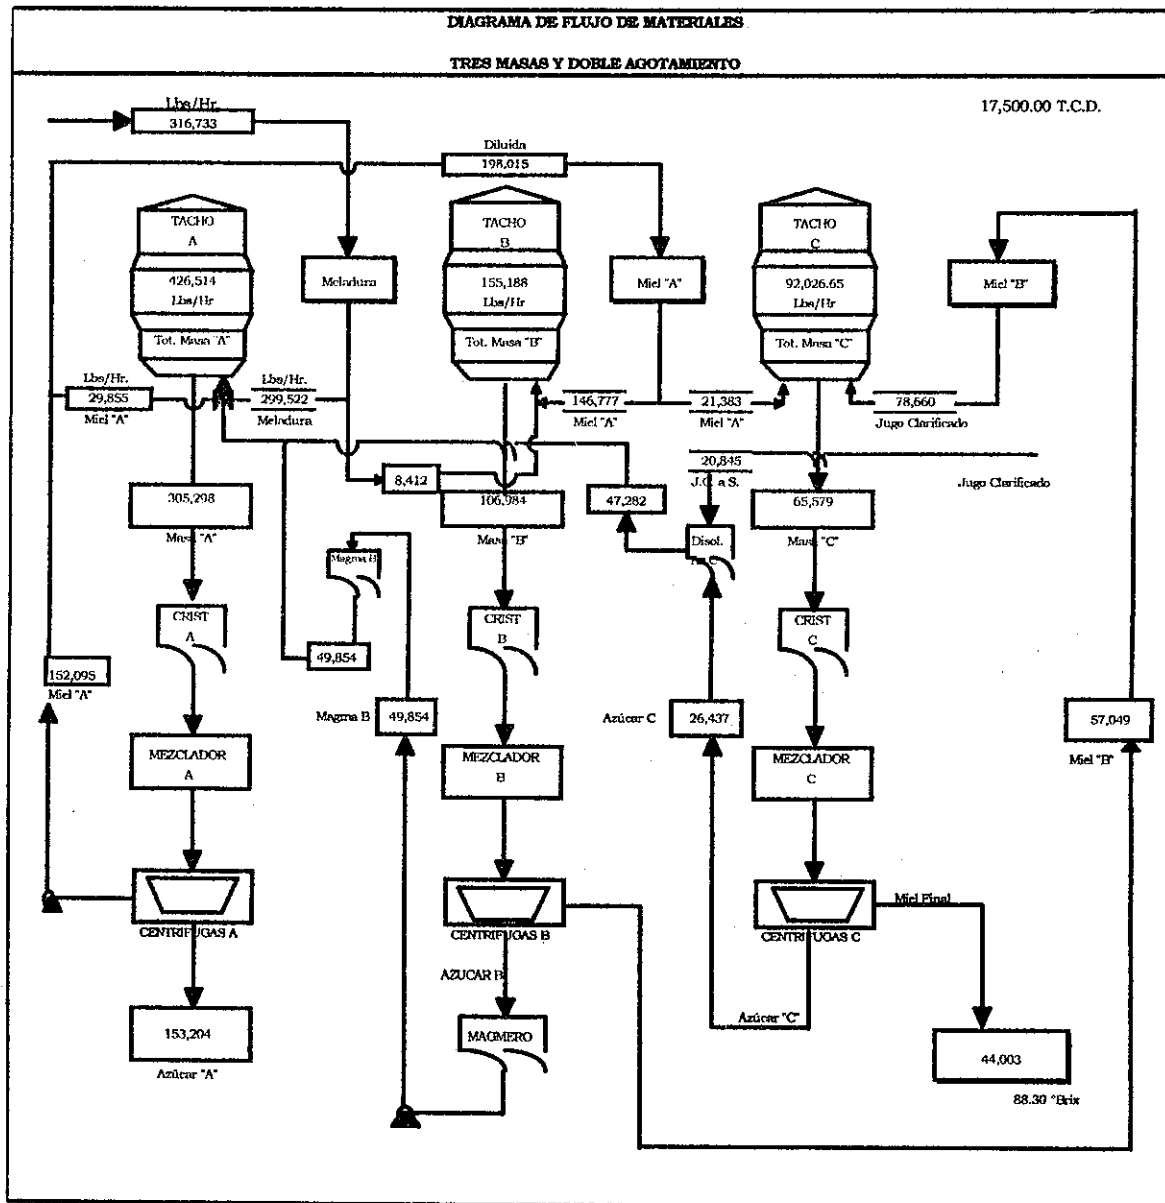 DIAGRAMA DE FLUJO DE MATERIALES
TRES MASAS Y DOBLE AGOTAMIENTO
17,500.00 T.C.D.
Lbs/Hr.
316,733
Diluida
198,015
TACHO
A
426,514
Lbs/Hr
Tot. Masa "A"
Meladura
TACHO
B
155,188
Lbs/Hr
Tot. Masa "B"
Miel "A"
TACHO
C
92,026.65
Lbs/Hr
Tot. Masa "C"
Miel "B"
Lbs/Hr.
29,855
Miel "A"
Lbs/Hr.
299,522
Meladura
146,777
Miel "A"
21,383
Miel "A"
78,660
Jugo Clarificado
8,412
47,282
20,845
J.C. a S.
Jugo Clarificado
305,298
Masa "A"
106,984
Masa "B"
65,579
Masa "C"
Magma B
Disol.
Az. C
CRIST
A
49,854
CRIST
B
CRIST
C
152,095
Miel "A"
Magma B
49,854
Azúcar C
26,437
57,049
Miel "B"
MEZCLADOR
A
MEZCLADOR
B
MEZCLADOR
C
CENTRIFUGAS A
CENTRIFUGAS B
CENTRIFUGAS C
Miel Final
AZUCAR B
153,204
Azúcar "A"
MAGMERO
Azúcar "C"
44,003
88.30 °Brix